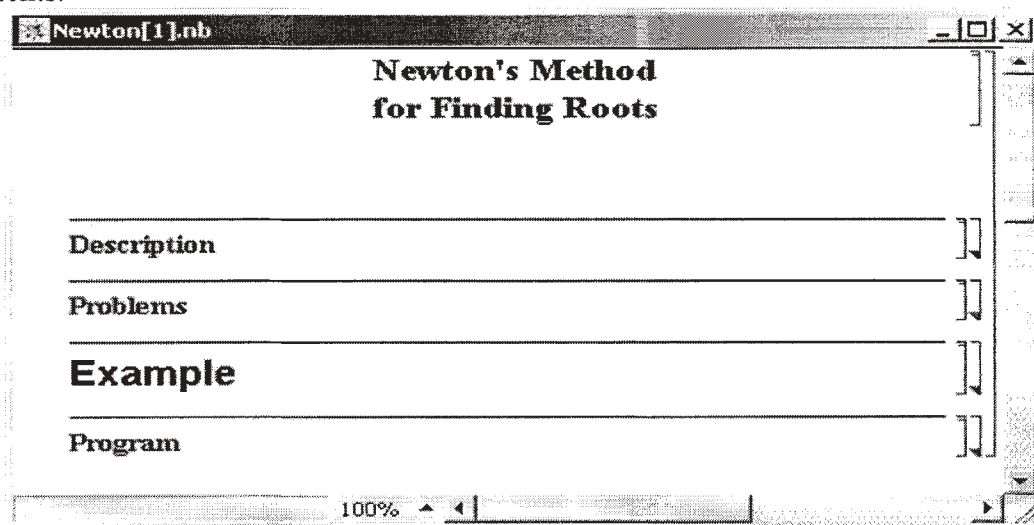 Newton[1].nb
Newton's Method
for Finding Roots
Description
Problems
Example
Program
100%